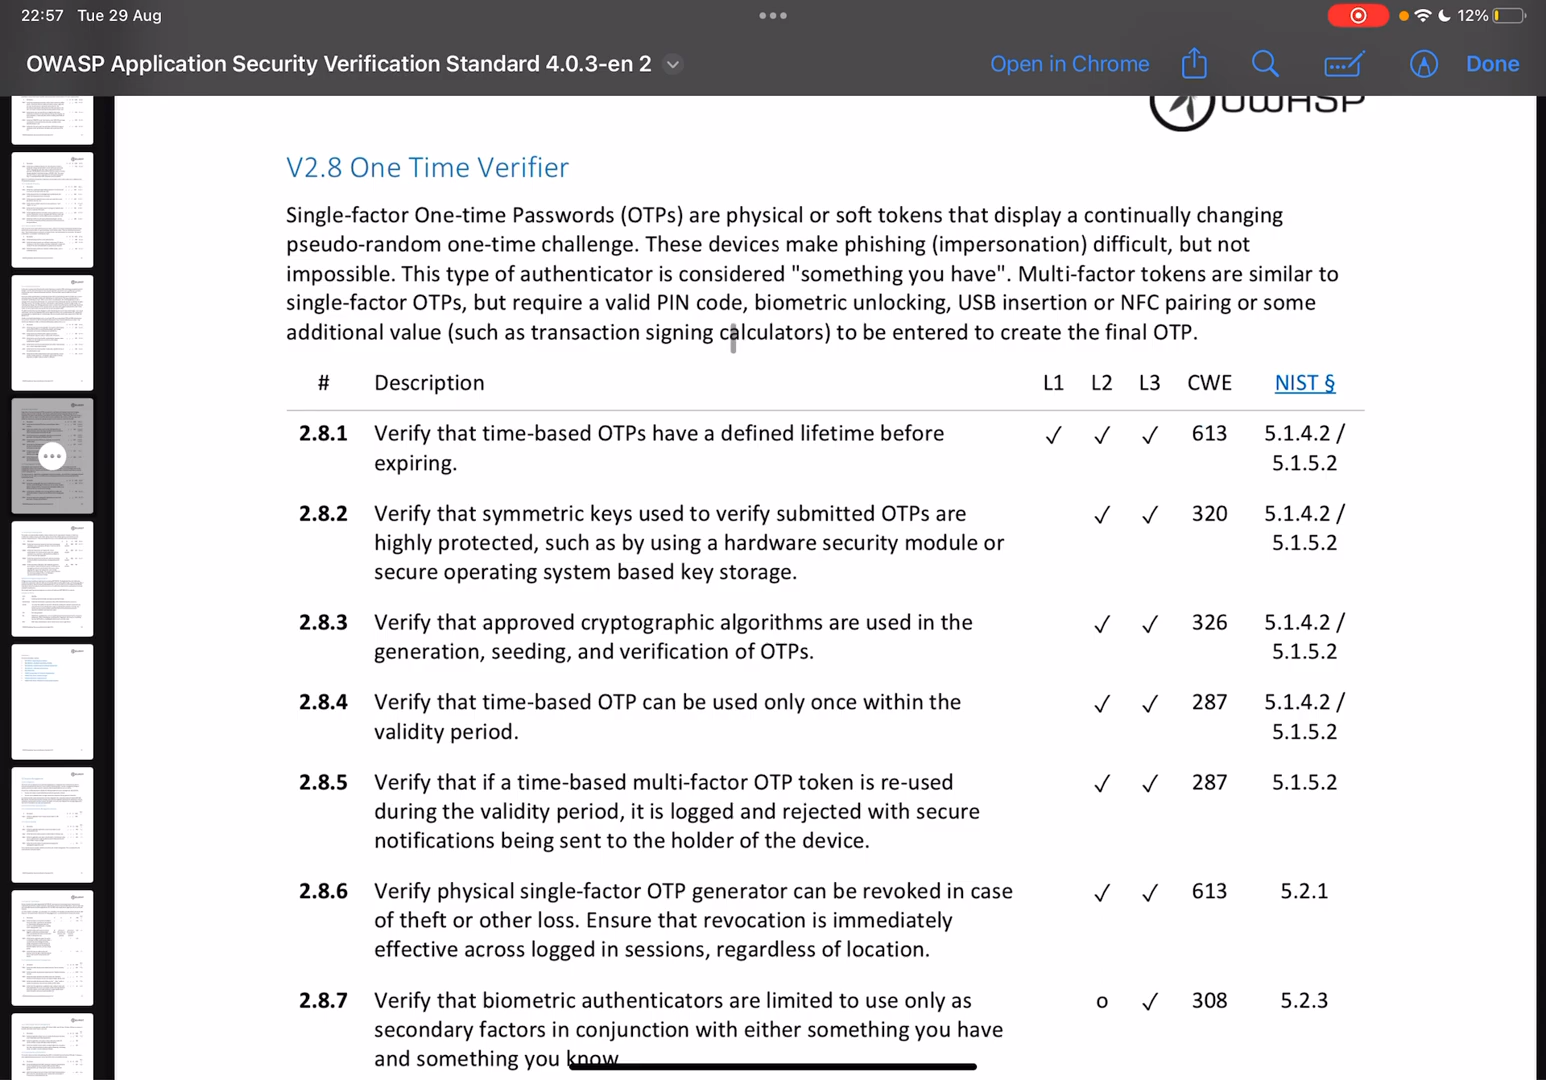 22:57 Tue 29 Aug
12%
OWASP Application Security Verification Standard 4.0.3-en 2
Open in Chrome
Done
OWASP
V2.8 One Time Verifier
Single-factor One-time Passwords (OTPs) are physical or soft tokens that display a continually changing
pseudo-random one-time challenge. These devices make phishing (impersonation) difficult, but not
impossible. This type of authenticator is considered "something you have". Multi-factor tokens are similar to
single-factor OTPs, but require a valid PIN code, biometric unlocking, USB insertion or NFC pairing or some
additional value (such as transaction signing calculators) to be entered to create the final OTP.
# Description L1 L2 L3 CWE NIST §
2.8.1 Verify that time-based OTPs have a defined lifetime before ✓ ✓ ✓ 613 5.1.4.2 /
expiring. 5.1.5.2
2.8.2 Verify that symmetric keys used to verify submitted OTPs are ✓ ✓ 320 5.1.4.2 /
highly protected, such as by using a hardware security module or 5.1.5.2
secure operating system based key storage.
2.8.3 Verify that approved cryptographic algorithms are used in the ✓ ✓ 326 5.1.4.2 /
generation, seeding, and verification of OTPs. 5.1.5.2
2.8.4 Verify that time-based OTP can be used only once within the ✓ ✓ 287 5.1.4.2 /
validity period. 5.1.5.2
2.8.5 Verify that if a time-based multi-factor OTP token is re-used ✓ ✓ 287 5.1.5.2
during the validity period, it is logged and rejected with secure
notifications being sent to the holder of the device.
2.8.6 Verify physical single-factor OTP generator can be revoked in case ✓ ✓ 613 5.2.1
of theft or other loss. Ensure that revocation is immediately
effective across logged in sessions, regardless of location.
2.8.7 Verify that biometric authenticators are limited to use only as o ✓ 308 5.2.3
secondary factors in conjunction with either something you have
and something you know